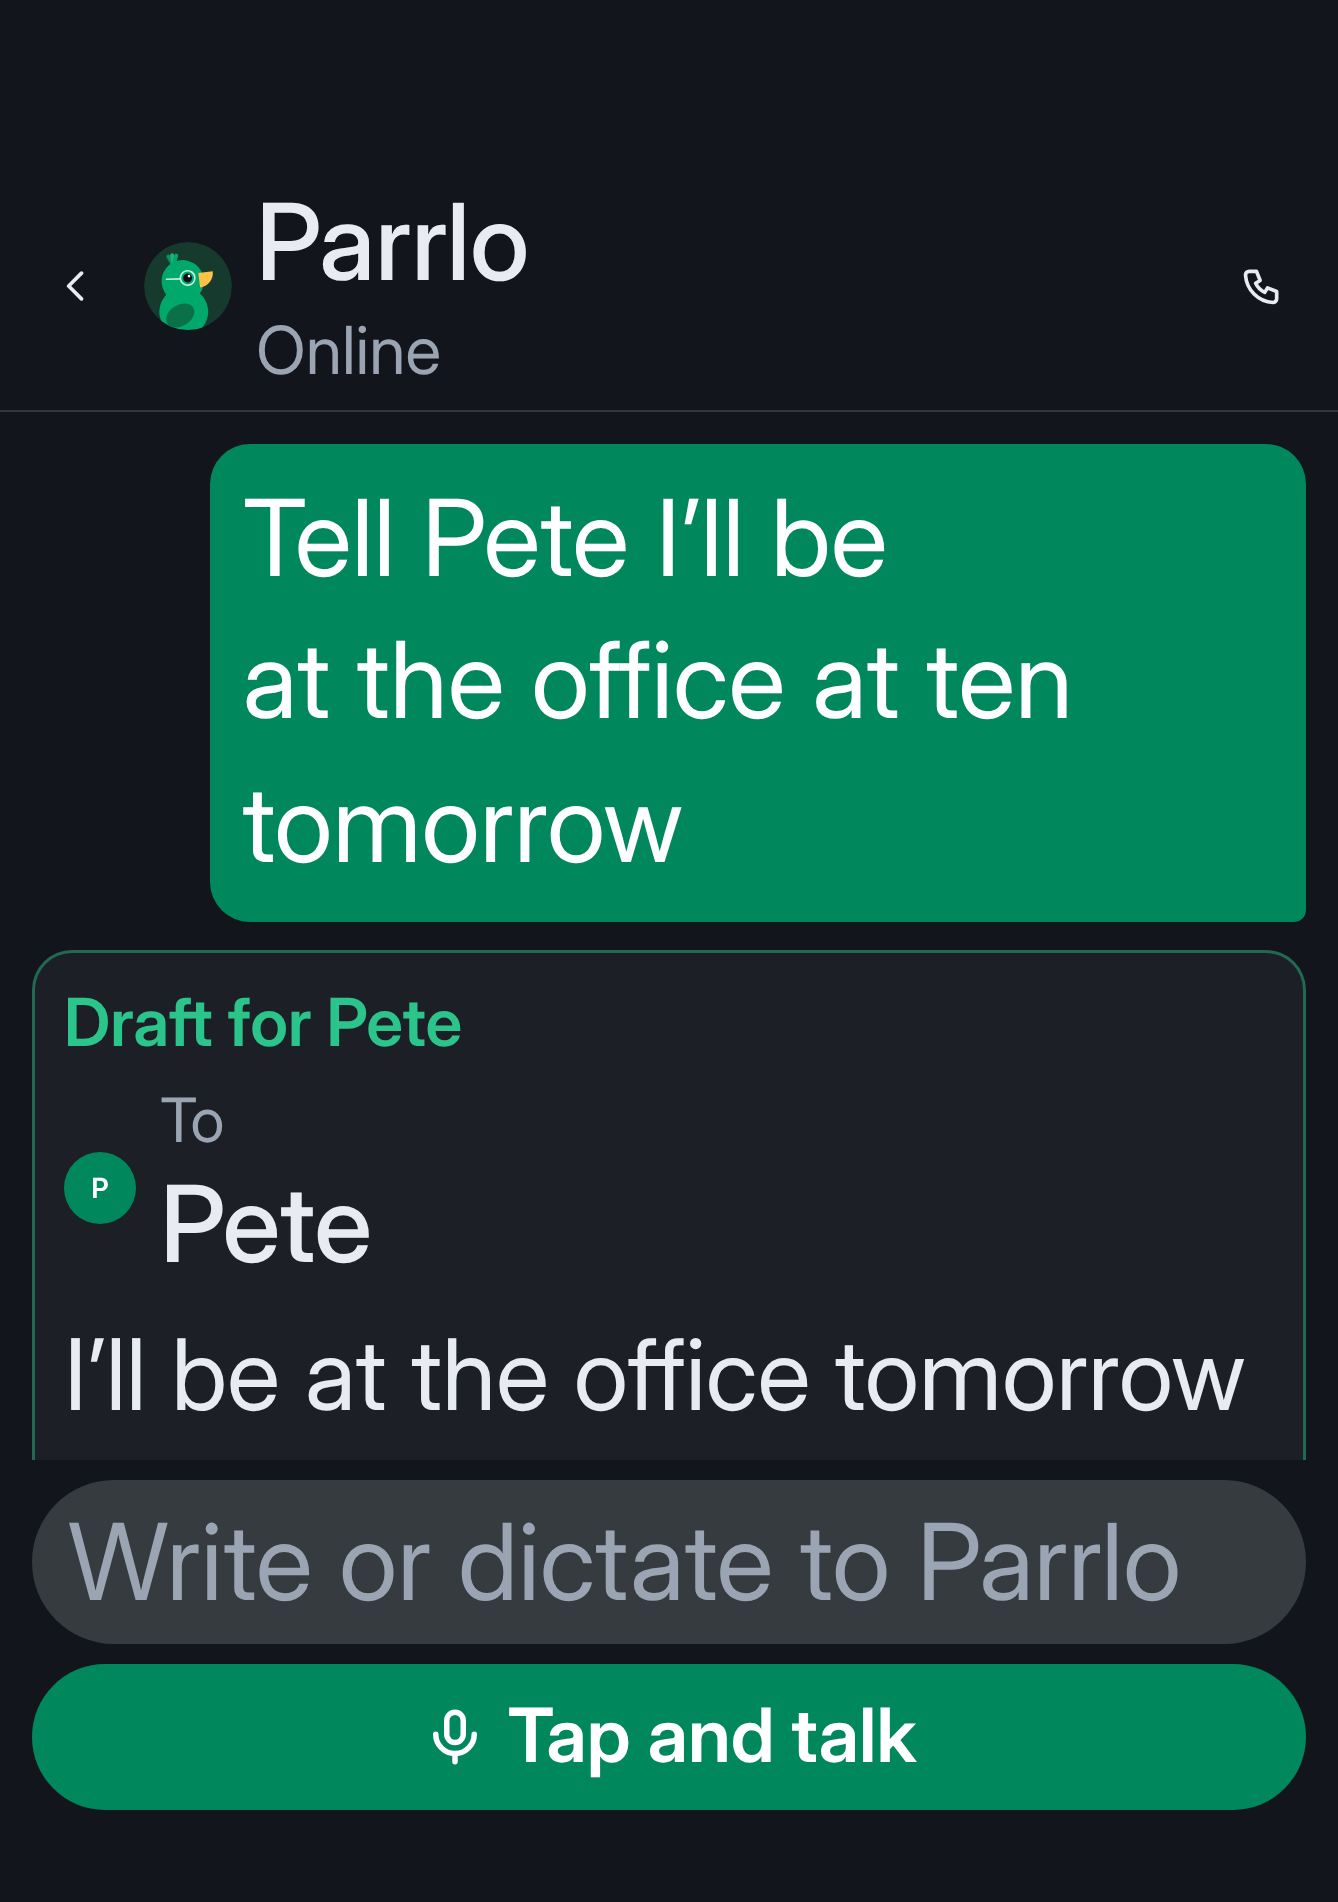 Parrlo
Online
Tell Pete I’ll be
at the office at ten
tomorrow
Draft for Pete
To
P
Pete
I’ll be at the office tomorrow
Write or dictate to Parrlo
Tap and talk